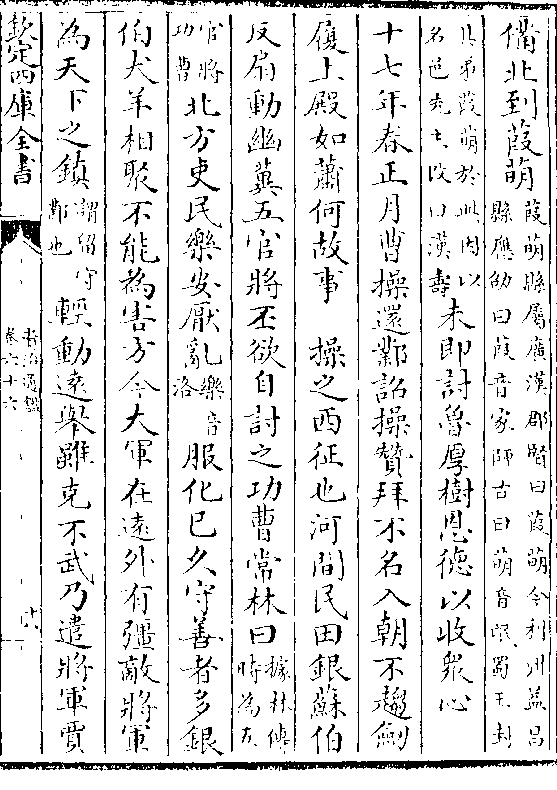 備北到葭萌葭萌縣屬廣漢郡賢曰葭萌今利州益昌
縣應劭曰葭音家師古曰萌音氓蜀王封
其弟葭萌於此因以
名邑先主改曰漢壽未即討魯厚樹恩德以收衆心
十七年春正月曹操還鄴詔操贊拜不名入朝不趨劍
履上殿如蕭何故事　操之西征也河間民田銀蘇伯
反扇動幽冀五官將丕欲自討之功曹常林曰據林傳
時為五
官將
功曹北方吏民樂安厭亂樂音
洛服化已久守善者多銀
伯犬羊相聚不能為害方今大軍在遠外有彊敵將軍
為天下之鎮謂留守
鄴也輕動遠舉雖克不武乃遣將軍賈
欽定四庫全書
資治通鑑
卷六十六